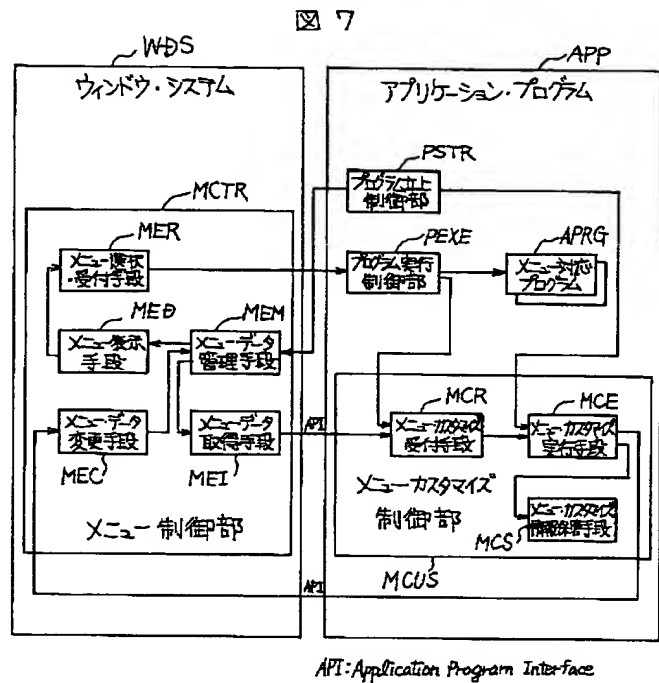 図 7
WDS
ウィンドウ・システム
APP
アプリケーション・プログラム
PSTR
プログラム立上
制御部
MCTR
MER
メニュー選択
・受付手段
PEXE
プログラム実行
制御部
APRG
メニュー対応
プログラム
MED
メニュー表示
手段
MEM
メニューデータ
管理手段
メニューデータ
変更手段
MEC
メニューデータ
取得手段
MEI
API
MCR
メニューカスタマイズ
受付手段
MCE
メニューカスタマイズ
実行手段
メニューカスタマイズ
制御部
メニューカスタマイズ
MCS
メニュー制御部
MCUS
API
API:Application Program Interface